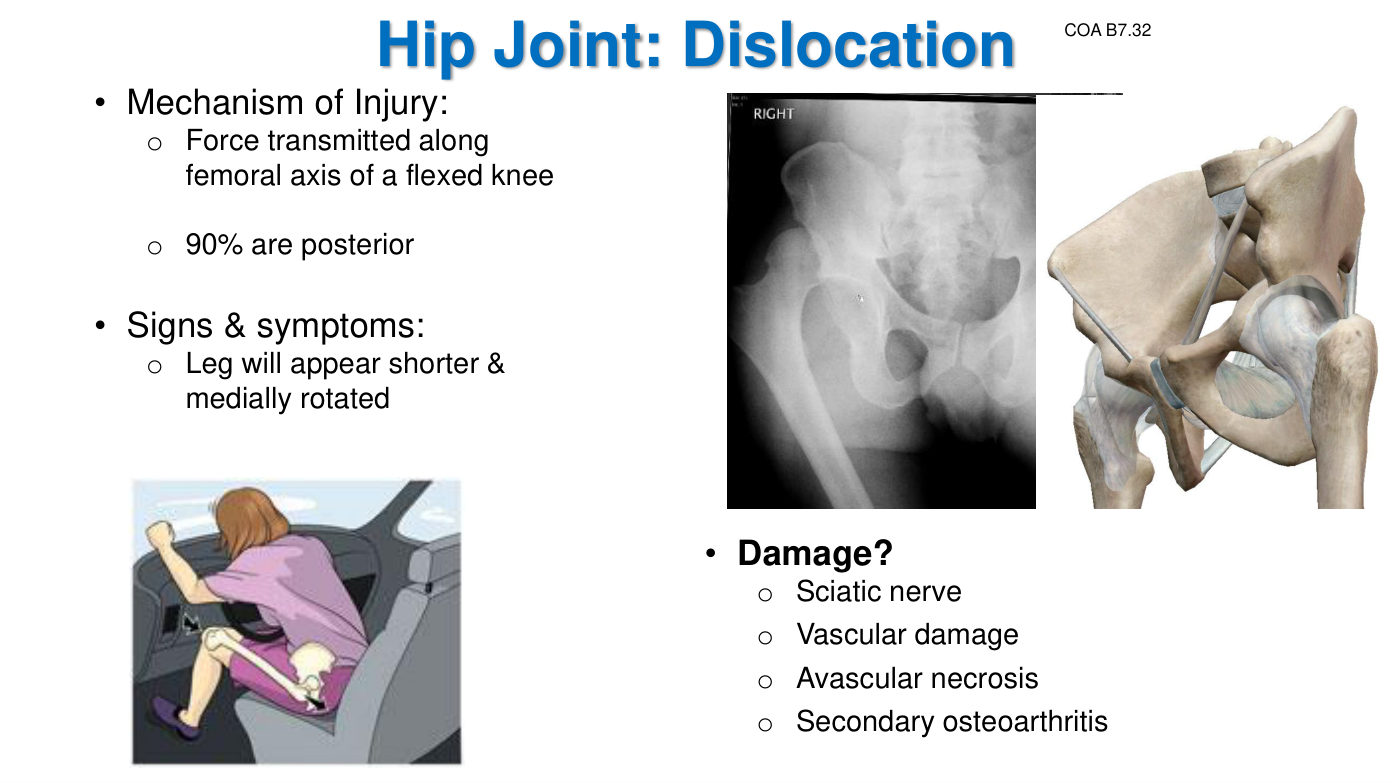 Hip Joint: Dislocation
COA B7.32
• Mechanism of Injury:
o Force transmitted along
femoral axis of a flexed knee
o 90% are posterior
• Signs & symptoms:
o Leg will appear shorter &
medially rotated
RIGHT
• Damage?
o Sciatic nerve
o Vascular damage
o Avascular necrosis
o Secondary osteoarthritis